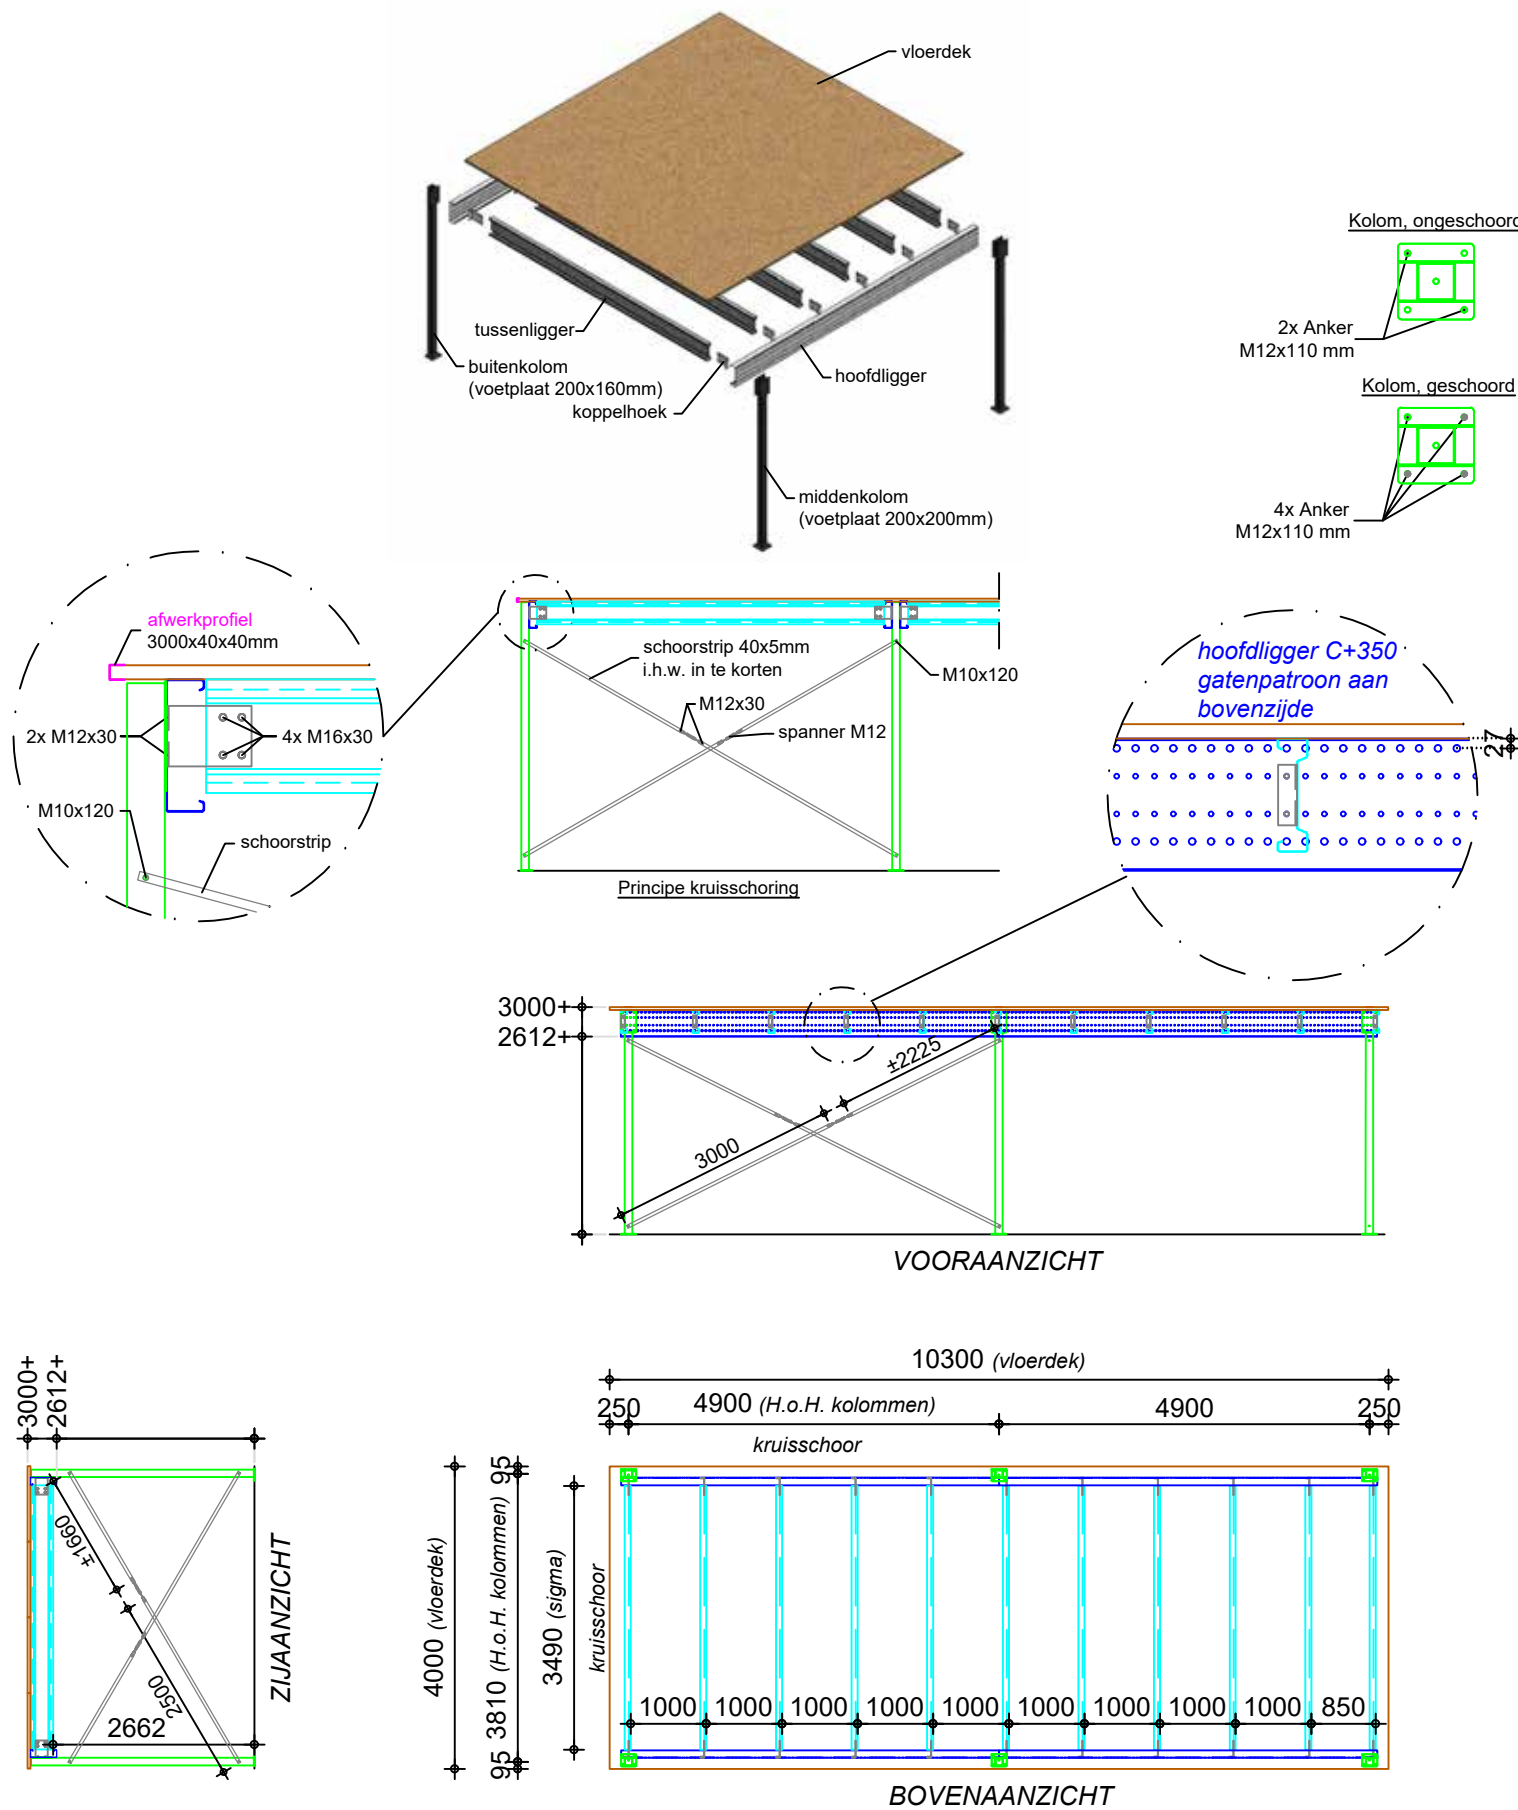 vloerdek
tussenligger
buitenkolom
(voetplaat 200x160mm)
koppelhoek
hoofdligger
middenkolom
(voetplaat 200x200mm)
Kolom, ongeschoord
2x Anker
M12x110 mm
Kolom, geschoord
4x Anker
M12x110 mm
afwerkprofiel
3000x40x40mm
2x M12x30
4x M16x30
M10x120
schoorstrip
schoorstrip 40x5mm
i.h.w. in te korten
M12x30
spanner M12
M10x120
Principe kruisschoring
hoofdligger C+350
gatenpatroon aan
bovenzijde
27
3000+
2612+
±2225
3000
VOORAANZICHT
3000+
2612+
±1660
2500
2662
ZIJAANZICHT
10300 (vloerdek)
250
4900 (H.o.H. kolommen)
4900
250
kruisschoor
4000 (vloerdek)
95
3810 (H.o.H. kolommen)
95
3490 (sigma)
kruisschoor
1000
1000
1000
1000
1000
1000
1000
1000
1000
850
BOVENAANZICHT